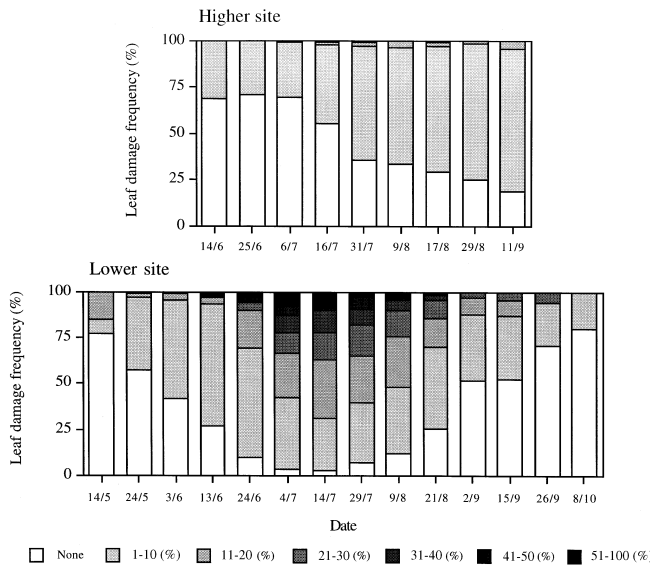 Higher site
Leaf damage frequency (%)
100
75
50
25
0
14/6 25/6 6/7 16/7 31/7 9/8 17/8 29/8 11/9
Lower site
Leaf damage frequency (%)
100
75
50
25
0
14/5 24/5 3/6 13/6 24/6 4/7 14/7 29/7 9/8 21/8 2/9 15/9 26/9 8/10
Date
None 1-10 (%) 11-20 (%) 21-30 (%) 31-40 (%) 41-50 (%) 51-100 (%